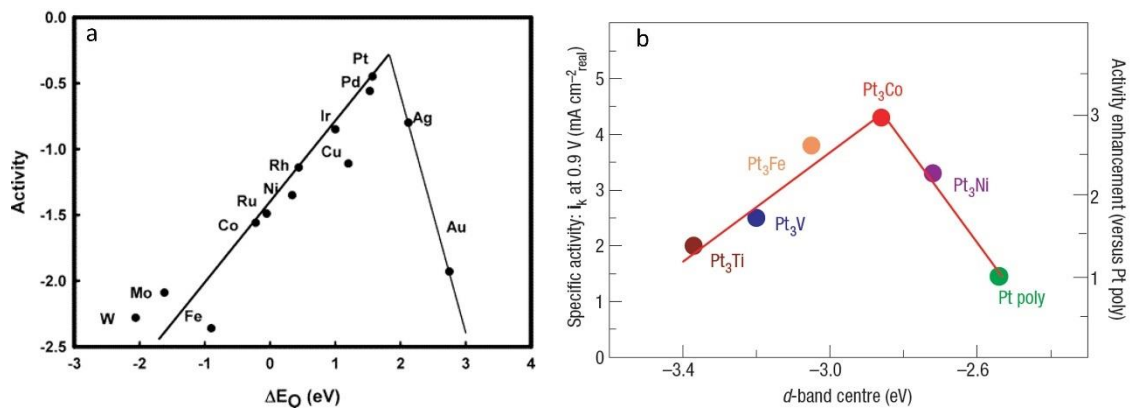 a
0.0
-0.5
-1.0
-1.5
-2.0
-2.5
Activity
Pt
Pd
Ir
Ag
Cu
Rh
Ni
Ru
Co
Au
Mo
W
Fe
-4 -3 -2 -1 0 1 2 3 4
ΔEO (eV)
b
Specific activity: ik at 0.9 V (mA cm−2real)
5
4
3
2
1
0
Pt3Co
Pt3Fe
Pt3Ni
Pt3V
Pt3Ti
Pt poly
3
2
1
Activity enhancement (versus Pt poly)
−3.4 −3.0 −2.6
d-band centre (eV)